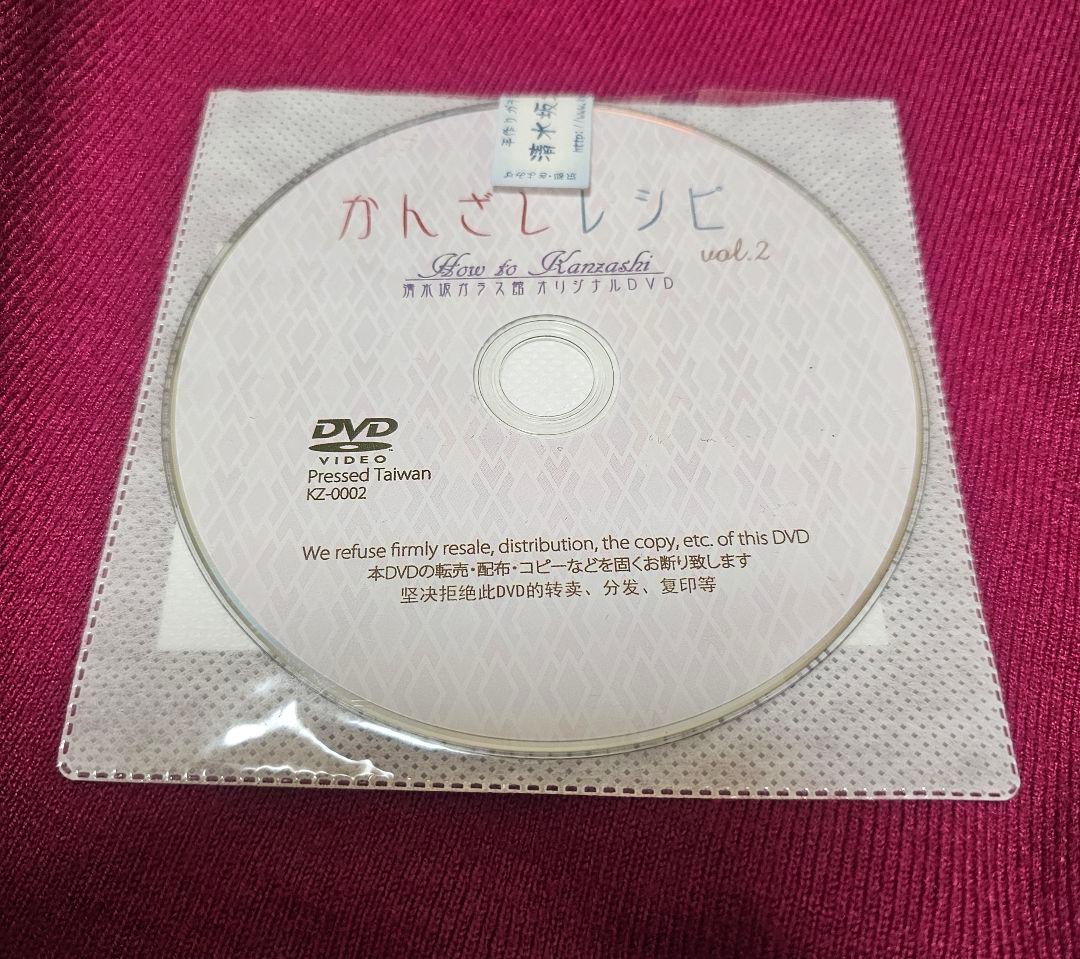 清水坂
かんざしレシピ
vol.2
How to Kanzashi
清水坂ガラス館 オリジナルDVD
DVD
VIDEO
Pressed Taiwan
KZ-0002
We refuse firmly resale, distribution, the copy, etc. of this DVD
本DVDの転売・配布・コピーなどを固くお断り致します
坚决拒绝此DVD的转卖、分发、复印等